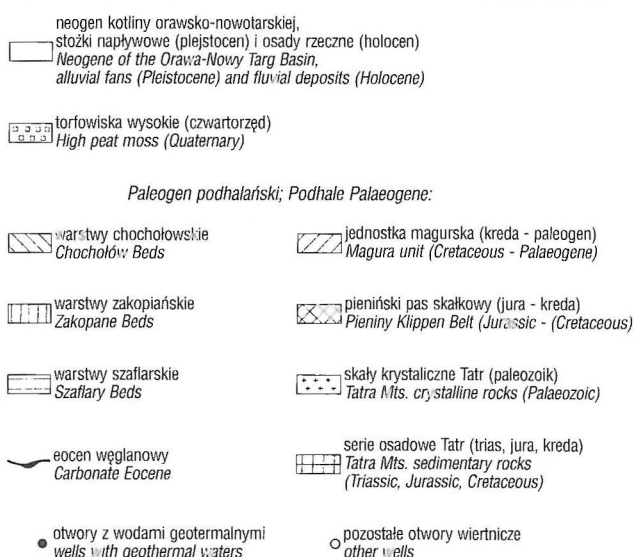 neogen kotliny orawsko-nowotarskiej,
stożki napływowe (plejstocen) i osady rzeczne (holocen)
Neogene of the Orawa-Nowy Targ Basin,
alluvial fans (Pleistocene) and fluvial deposits (Holocene)
torfowiska wysokie (czwartorzęd)
High peat moss (Quaternary)
Paleogen podhalański; Podhale Palaeogene:
warstwy chochołowskie
Chochołów Beds
warstwy zakopiańskie
Zakopane Beds
warstwy szaflarskie
Szaflary Beds
eocen węglanowy
Carbonate Eocene
otwory z wodami geotermalnymi
wells with geothermal waters
jednostka magurska (kreda - paleogen)
Magura unit (Cretaceous - Palaeogene)
pieniński pas skałkowy (jura - kreda)
Pieniny Klippen Belt (Jurassic - (Cretaceous)
skały krystaliczne Tatr (paleozoik)
Tatra Mts. crystalline rocks (Palaeozoic)
serie osadowe Tatr (trias, jura, kreda)
Tatra Mts. sedimentary rocks
(Triassic, Jurassic, Cretaceous)
pozostałe otwory wiertnicze
other wells